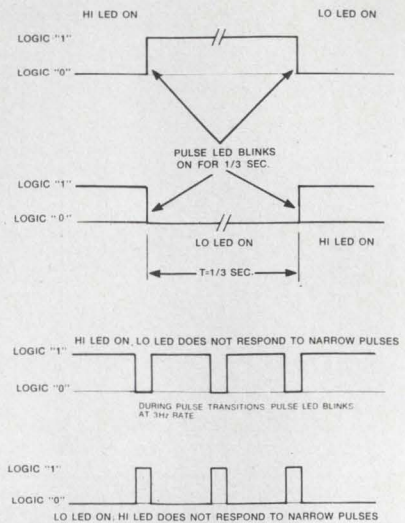 HI LED ON LO LED ON
LOGIC "1"
LOGIC "0"
PULSE LED BLINKS
ON FOR 1/3 SEC.
LOGIC "1"
LOGIC "0"
LO LED ON HI LED ON
T=1/3 SEC.
HI LED ON, LO LED DOES NOT RESPOND TO NARROW PULSES
LOGIC "1"
LOGIC "0"
DURING PULSE TRANSITIONS PULSE LED BLINKS
AT 3Hz RATE
LOGIC "1"
LOGIC "0"
LO LED ON, HI LED DOES NOT RESPOND TO NARROW PULSES